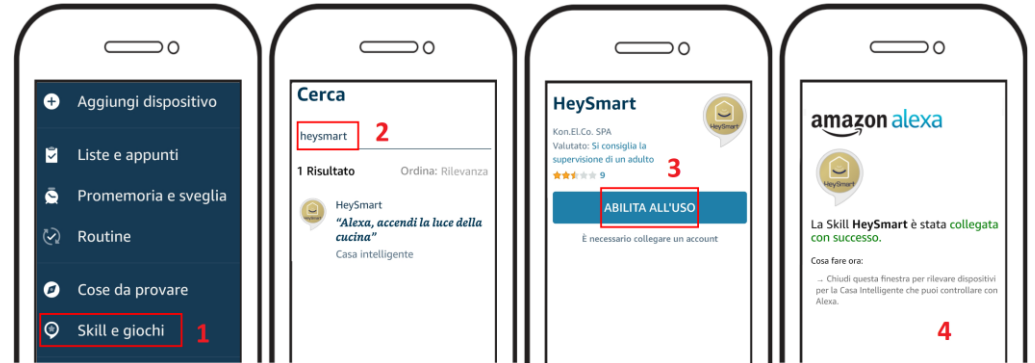 Aggiungi dispositivo
Liste e appunti
Promemoria e sveglia
Routine
Cose da provare
Skill e giochi
1
Cerca
heysmart
2
1 Risultato
Ordina: Rilevanza
HeySmart
HeySmart
"Alexa, accendi la luce della
cucina"
Casa intelligente
HeySmart
HeySmart
Kon.El.Co. SPA
Valutato: Si consiglia la
supervisione di un adulto
9
3
ABILITA ALL'USO
È necessario collegare un account
amazon alexa
HeySmart
La Skill HeySmart è stata collegata
con successo.
Cosa fare ora:
→ Chiudi questa finestra per rilevare dispositivi
per la Casa Intelligente che puoi controllare con
Alexa.
4